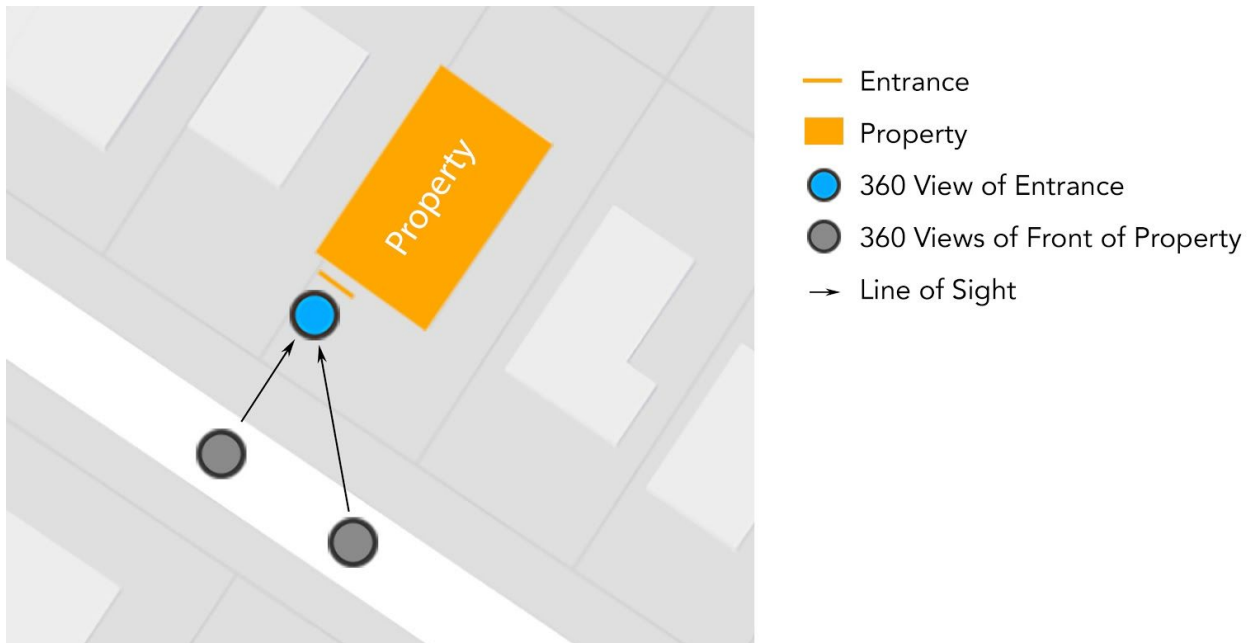 Property
Entrance
Property
360 View of Entrance
360 Views of Front of Property
Line of Sight